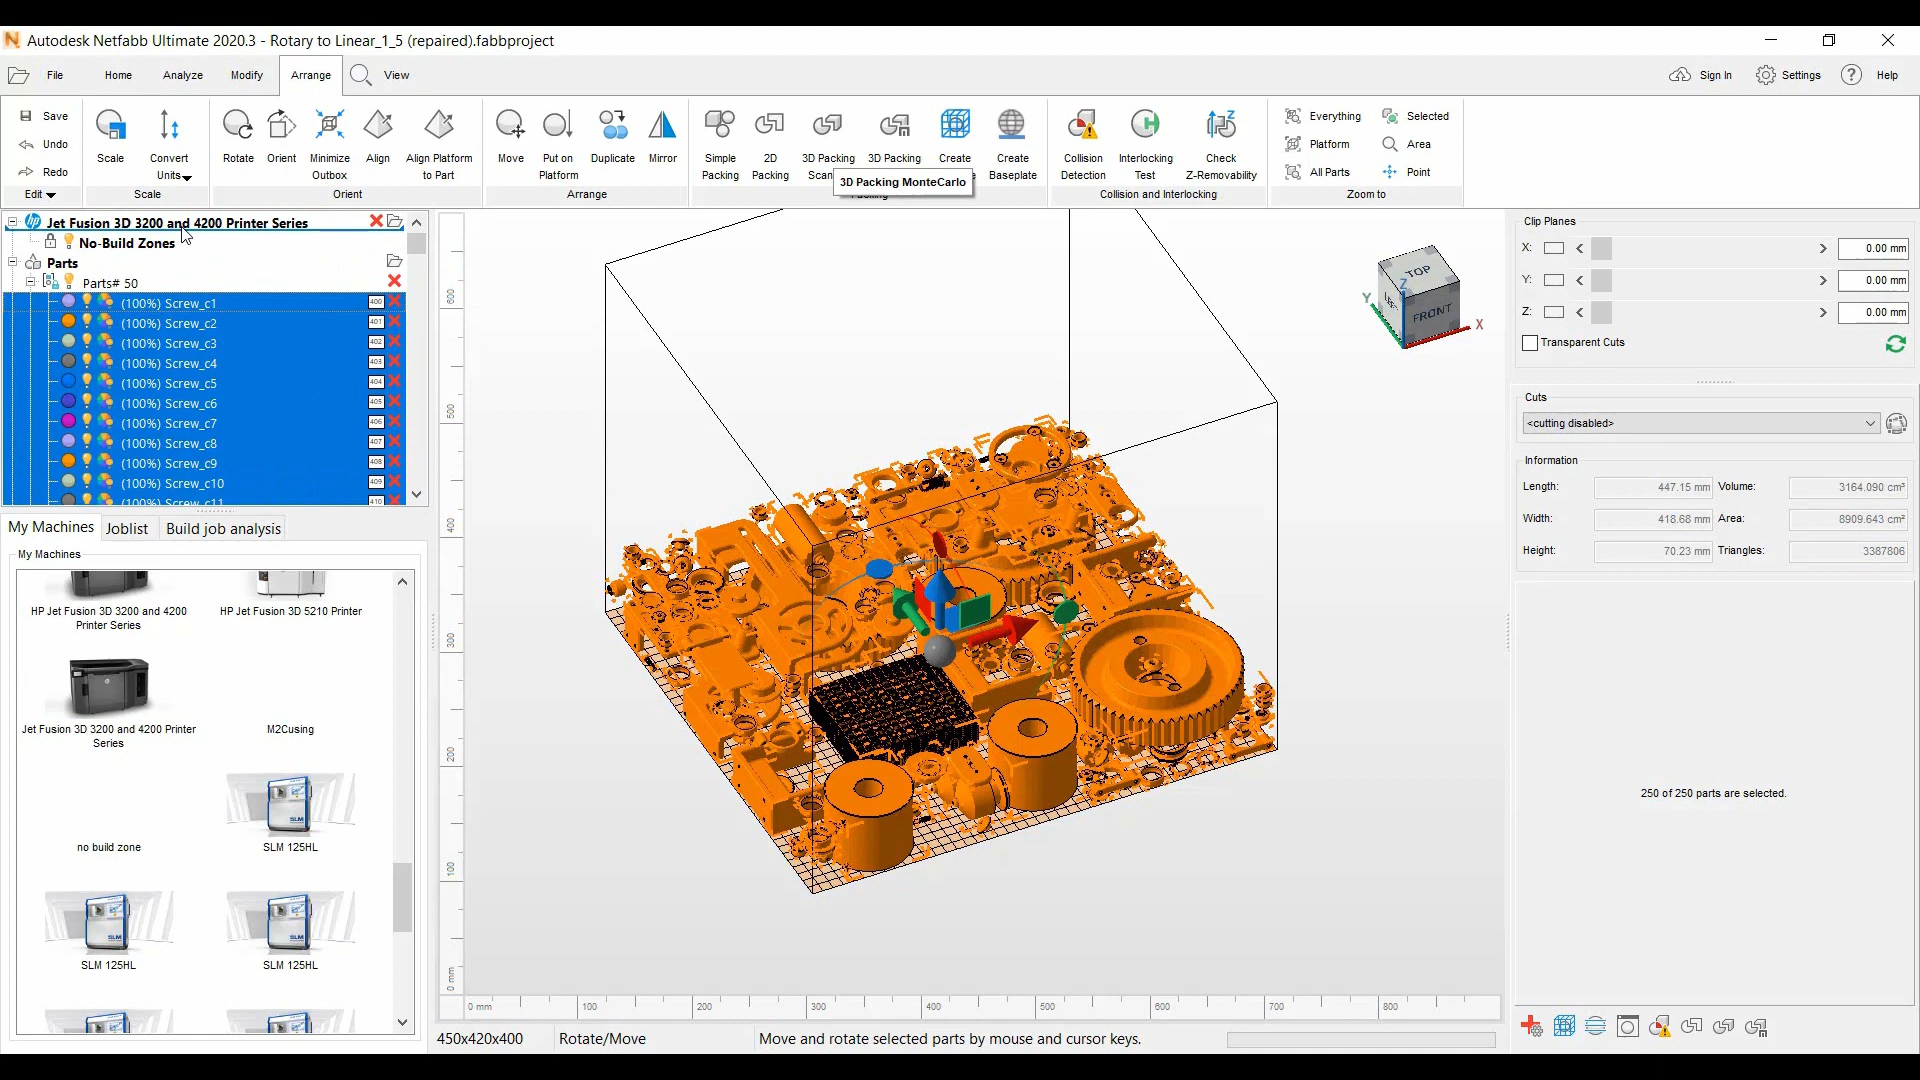 Autodesk Netfabb Ultimate 2020.3 - Rotary to Linear_1_5 (repaired).fabbproject
File
Home
Analyze
Modify
Arrange
View
Sign In
Settings
Help
Save
Undo
Redo
Edit
Scale
Convert Units
Scale
Rotate
Orient
Minimize Outbox
Align
Align Platform to Part
Orient
Move
Put on Platform
Duplicate
Mirror
Arrange
Simple Packing
2D Packing
3D Packing
3D Packing
Create
Create Baseplate
3D Packing MonteCarlo
Collision Detection
Interlocking Test
Check Z-Removability
Collision and Interlocking
Everything
Platform
All Parts
Selected
Area
Point
Zoom to
Jet Fusion 3D 3200 and 4200 Printer Series
No-Build Zones
Parts
Parts# 50
(100%) Screw_c1 400
(100%) Screw_c2 401
(100%) Screw_c3 402
(100%) Screw_c4 403
(100%) Screw_c5 404
(100%) Screw_c6 405
(100%) Screw_c7 406
(100%) Screw_c8 407
(100%) Screw_c9 408
(100%) Screw_c10 409
(100%) Screw_c11 410
My Machines
Joblist
Build job analysis
My Machines
HP Jet Fusion 3D 3200 and 4200 Printer Series
HP Jet Fusion 3D 5210 Printer
Jet Fusion 3D 3200 and 4200 Printer Series
M2Cusing
no build zone
SLM 125HL
SLM 125HL
SLM 125HL
600
500
400
300
200
100
0 mm
0 mm 100 200 300 400 500 600 700 800
TOP
FRONT
X
Y
Z
450x420x400
Rotate/Move
Move and rotate selected parts by mouse and cursor keys.
Clip Planes
X: 0.00 mm
Y: 0.00 mm
Z: 0.00 mm
Transparent Cuts
Cuts
<cutting disabled>
Information
Length: 447.15 mm Volume: 3164.090 cm³
Width: 418.68 mm Area: 8909.643 cm²
Height: 70.23 mm Triangles: 3387806
250 of 250 parts are selected.